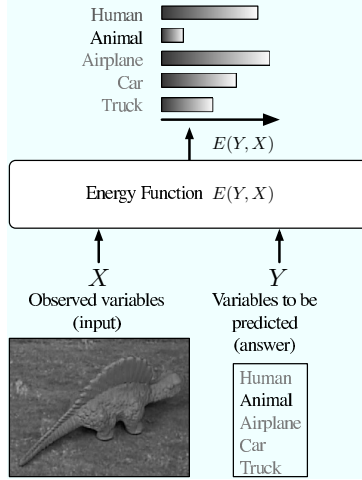 Human
Animal
Airplane
Car
Truck
E(Y, X)
Energy Function E(Y, X)
X
Y
Observed variables
(input)
Variables to be
predicted
(answer)
Human
Animal
Airplane
Car
Truck